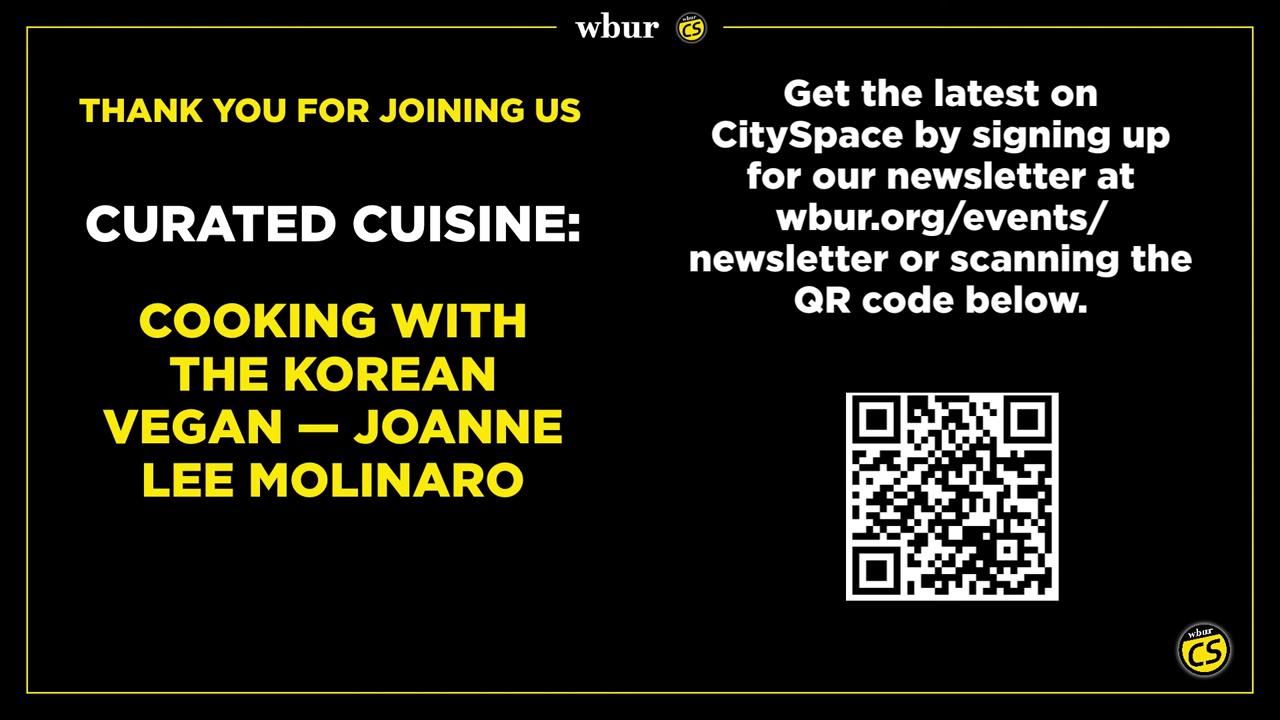 wbur
wbur
CS
THANK YOU FOR JOINING US
CURATED CUISINE:
COOKING WITH
THE KOREAN
VEGAN — JOANNE
LEE MOLINARO
Get the latest on
CitySpace by signing up
for our newsletter at
wbur.org/events/
newsletter or scanning the
QR code below.
wbur
CS